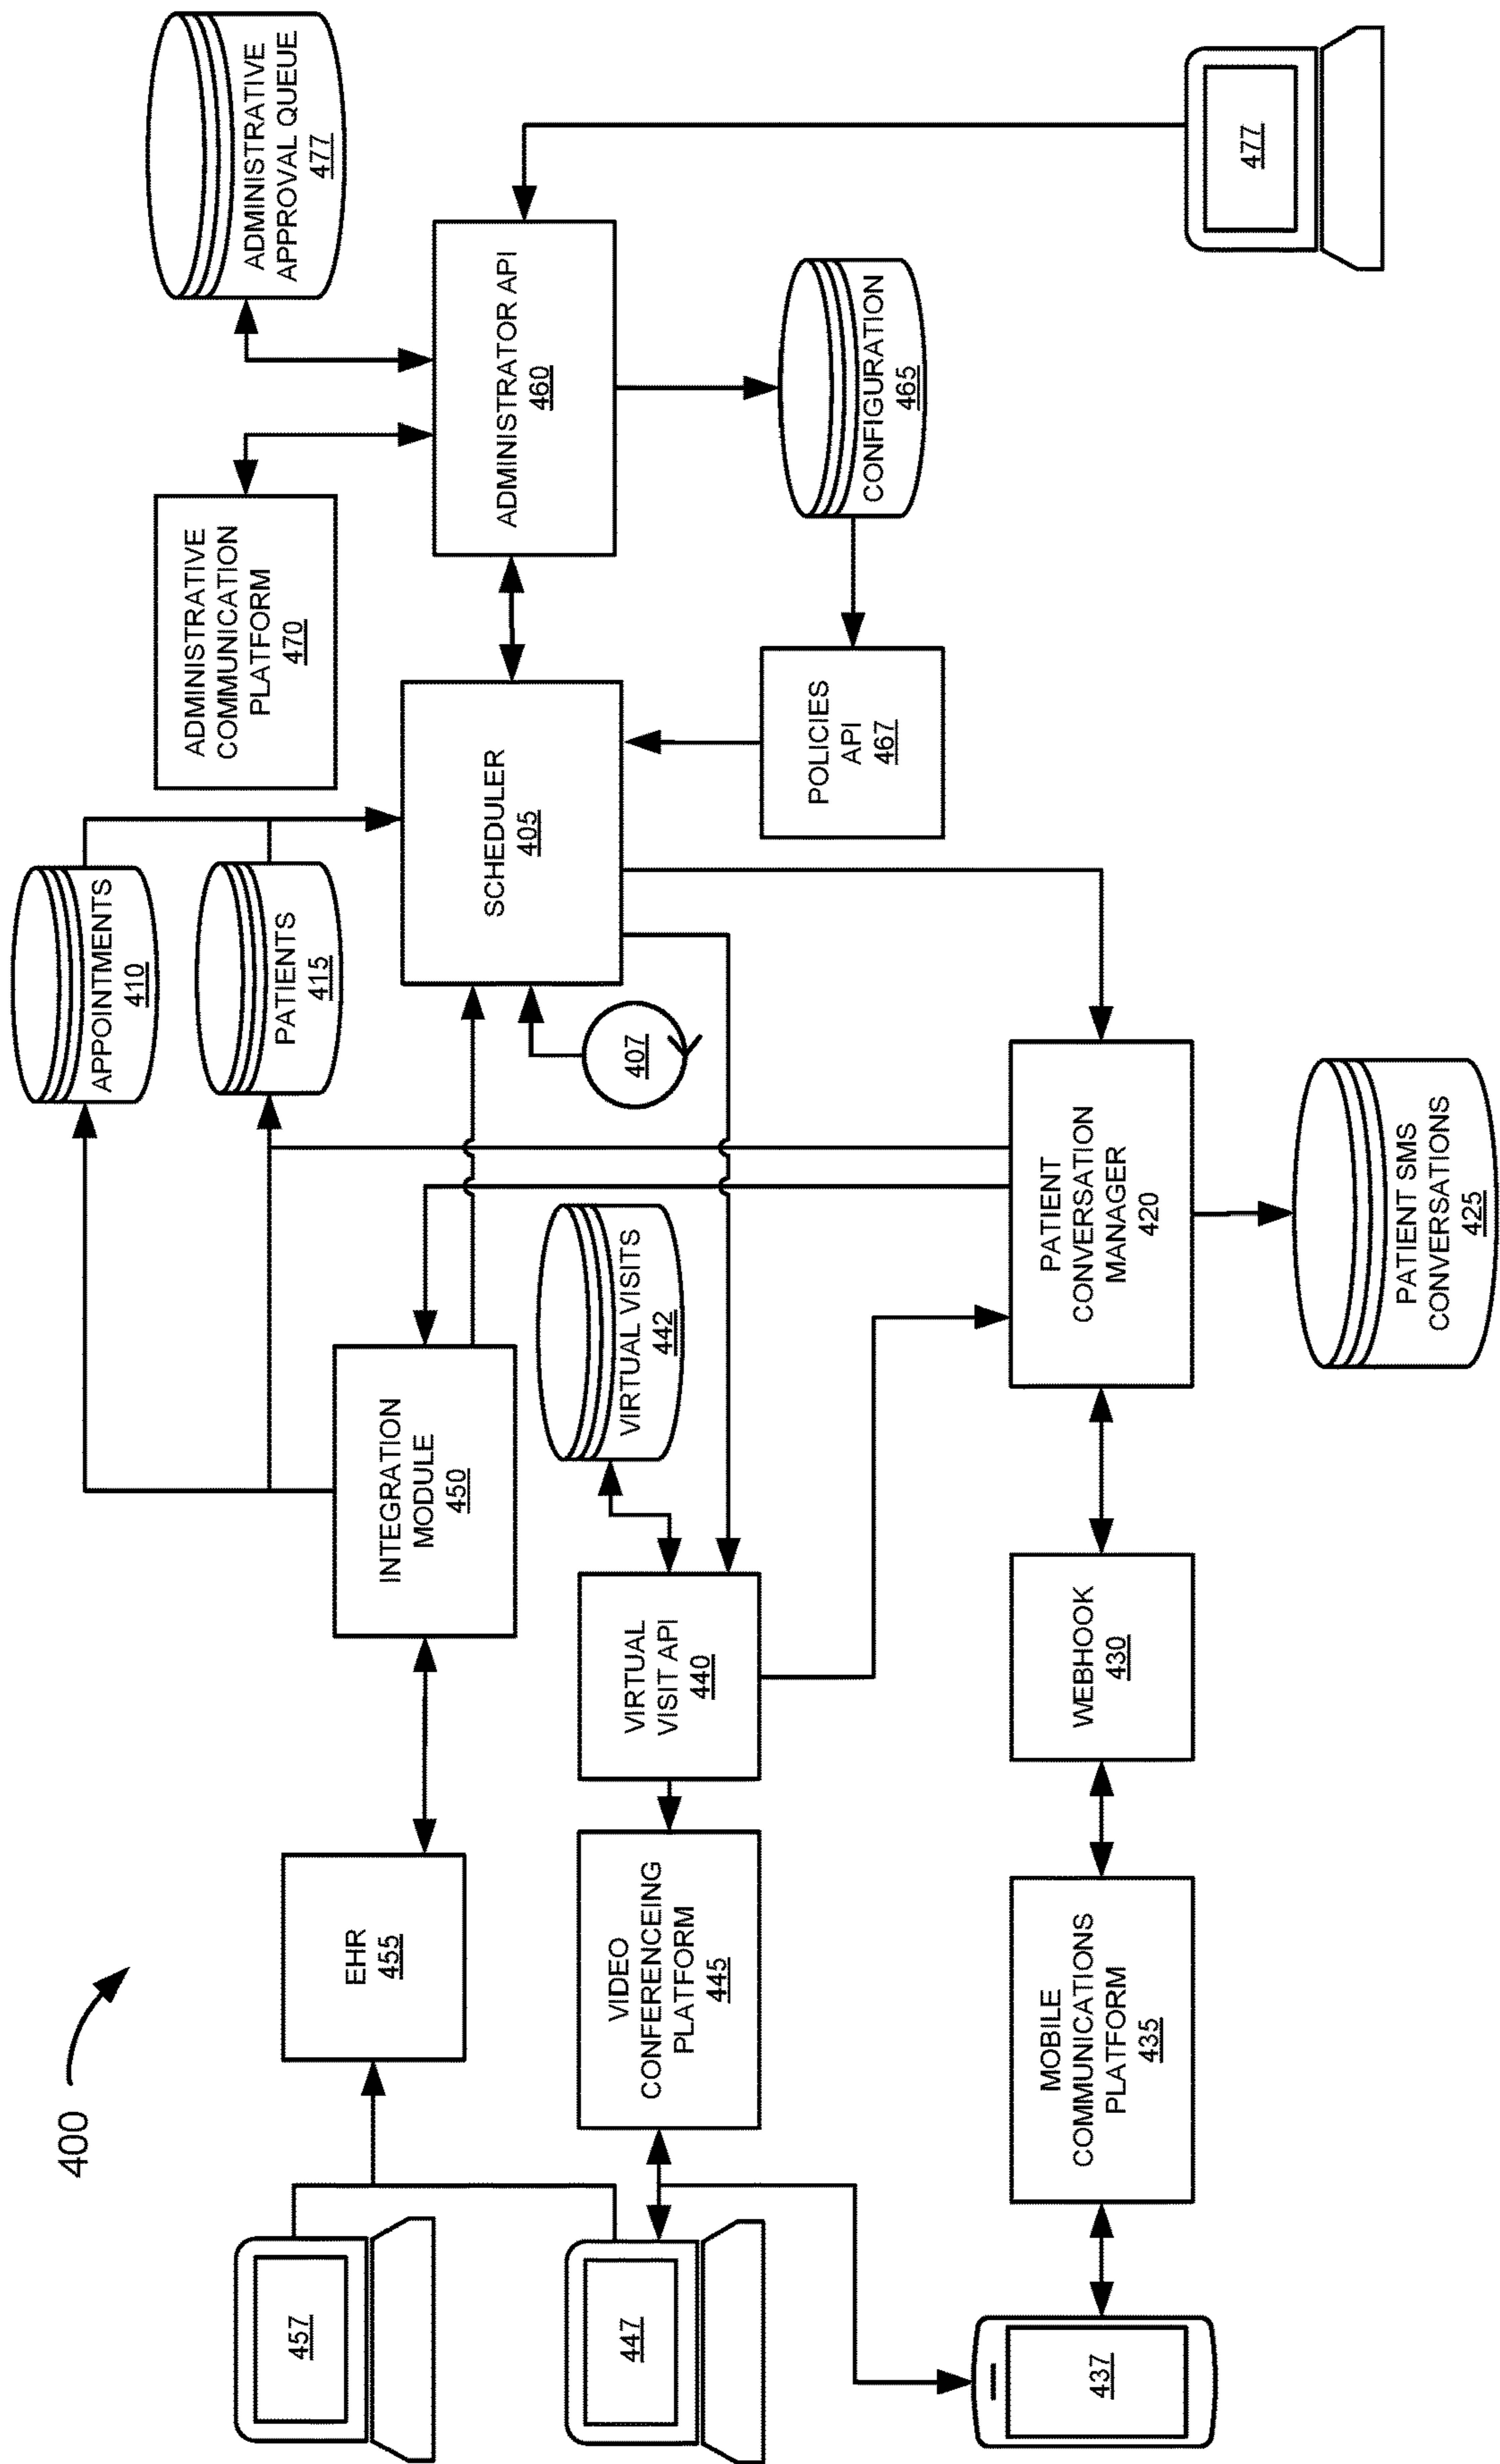 400
APPOINTMENTS
410
PATIENTS
415
ADMINISTRATIVE
COMMUNICATION
PLATFORM
470
ADMINISTRATIVE
APPROVAL QUEUE
477
457
EHR
455
INTEGRATION
MODULE
450
SCHEDULER
405
ADMINISTRATOR API
460
407
447
VIDEO
CONFERENCEING
PLATFORM
445
VIRTUAL
VISIT API
440
VIRTUAL VISITS
442
POLICIES
API
467
CONFIGURATION
465
437
MOBILE
COMMUNICATIONS
PLATFORM
435
WEBHOOK
430
PATIENT
CONVERSATION
MANAGER
420
477
PATIENT SMS
CONVERSATIONS
425